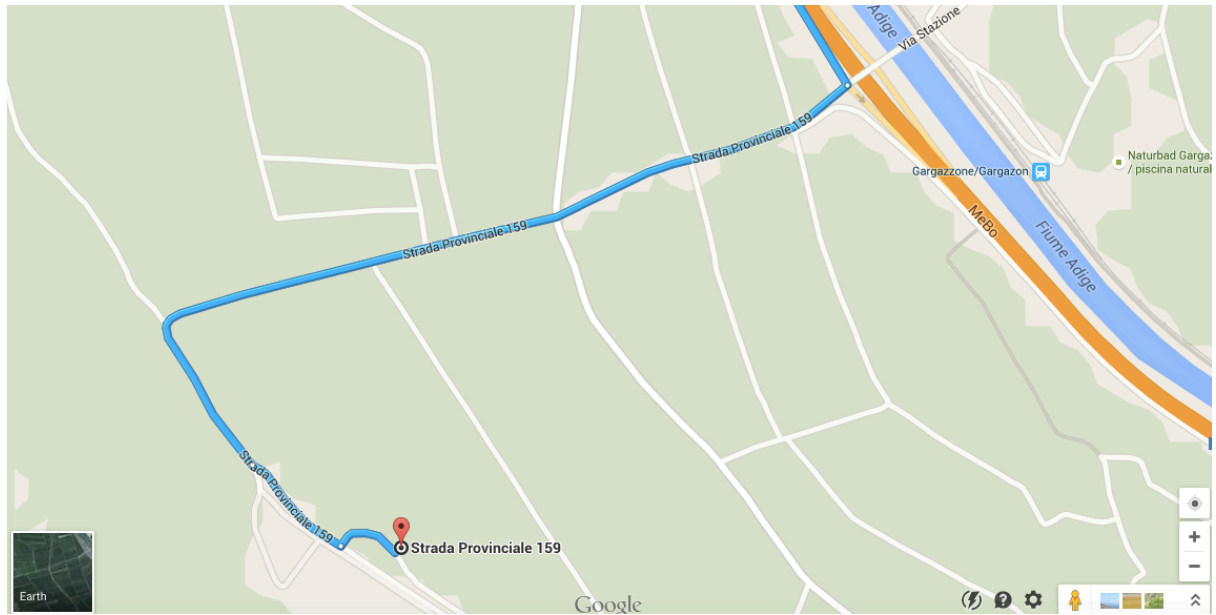 Adige
Via Stazione
Strada Provinciale 159
Naturbad Gargaz
/ piscina natural
Gargazzone/Gargazon
MeBo
Fiume Adige
Strada Provinciale 159
Strada Provinciale 159
Strada Provinciale 159
Earth
Google